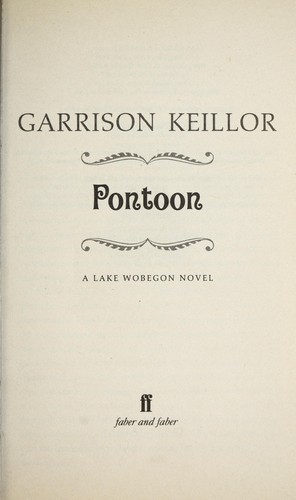 GARRISON KEILLOR
Pontoon
A LAKE WOBEGON NOVEL
ff
faber and faber